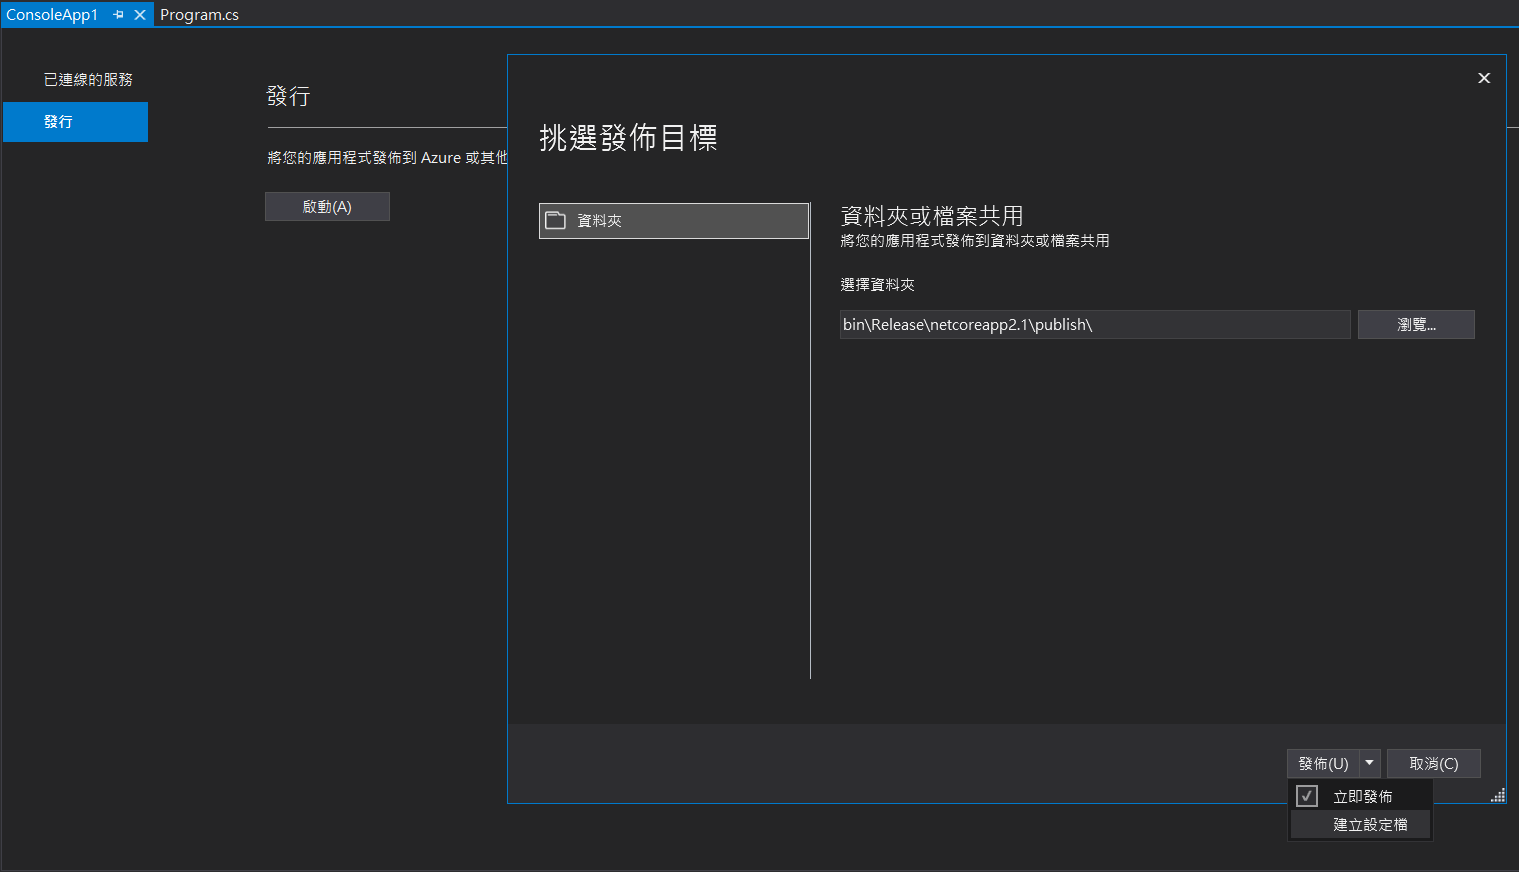 ConsoleApp1
Program.cs
已連線的服務
發行
發行
將您的應用程式發佈到 Azure 或其他
啟動(A)
挑選發佈目標
資料夾
資料夾或檔案共用
將您的應用程式發佈到資料夾或檔案共用
選擇資料夾
bin\Release\netcoreapp2.1\publish\
瀏覽...
發佈(U)
取消(C)
立即發佈
建立設定檔